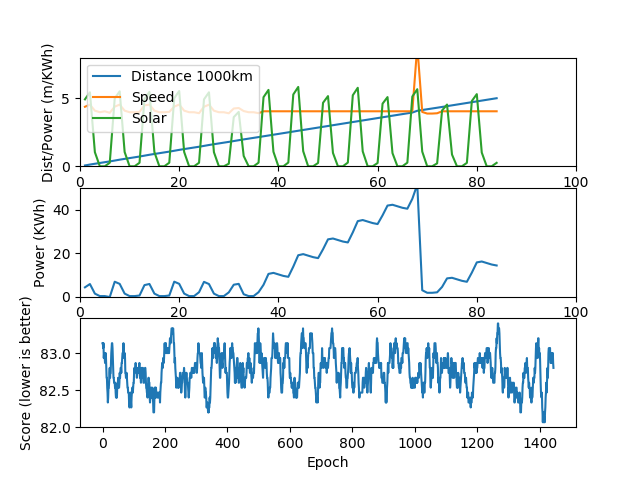 Dist/Power (m/KWh)
5
0
Distance 1000km
Speed
Solar
0 20 40 60 80 100
Power (KWh)
40
20
0
0 20 40 60 80 100
Score (lower is better)
83.0
82.5
82.0
0 200 400 600 800 1000 1200 1400
Epoch